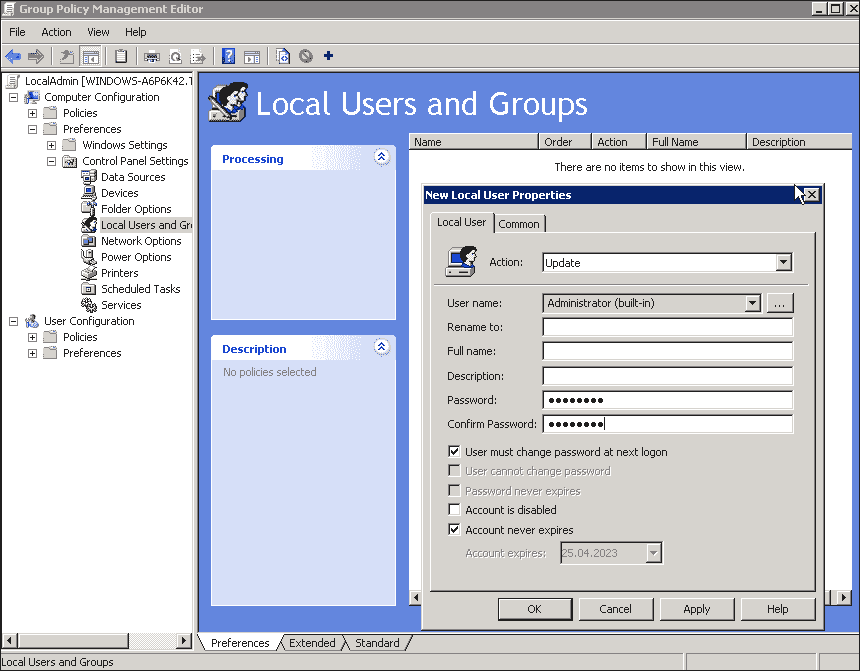 Group Policy Management Editor
File Action View Help
LocalAdmin [WINDOWS-A6P6K42.T
Computer Configuration
Policies
Preferences
Windows Settings
Control Panel Settings
Data Sources
Devices
Folder Options
Local Users and Gro
Network Options
Power Options
Printers
Scheduled Tasks
Services
User Configuration
Policies
Preferences
Local Users and Groups
Processing
Description
No policies selected
Name Order Action Full Name Description
There are no items to show in this view.
New Local User Properties
Local User Common
Action: Update
User name: Administrator (built-in) ...
Rename to:
Full name:
Description:
Password: ●●●●●●●●
Confirm Password: ●●●●●●●●
User must change password at next logon
User cannot change password
Password never expires
Account is disabled
Account never expires
Account expires: 25.04.2023
OK Cancel Apply Help
Preferences Extended Standard
Local Users and Groups